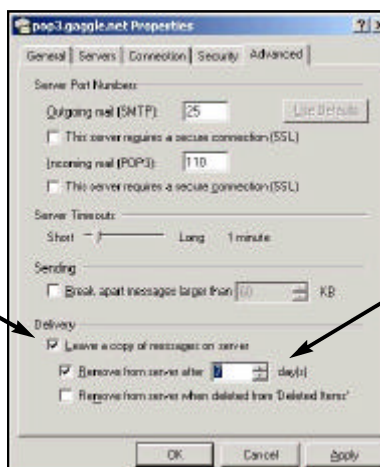 pop3.gaggle.net Properties
General Servers Connection Security Advanced
Server Port Numbers
Outgoing mail (SMTP): 25 Use Defaults
This server requires a secure connection (SSL)
Incoming mail (POP3): 110
This server requires a secure connection (SSL)
Server Timeouts
Short Long 1 minute
Sending
Break apart messages larger than 60 KB
Delivery
Leave a copy of messages on server
Remove from server after day(s)
Remove from server when deleted from 'Deleted Items'
OK Cancel Apply